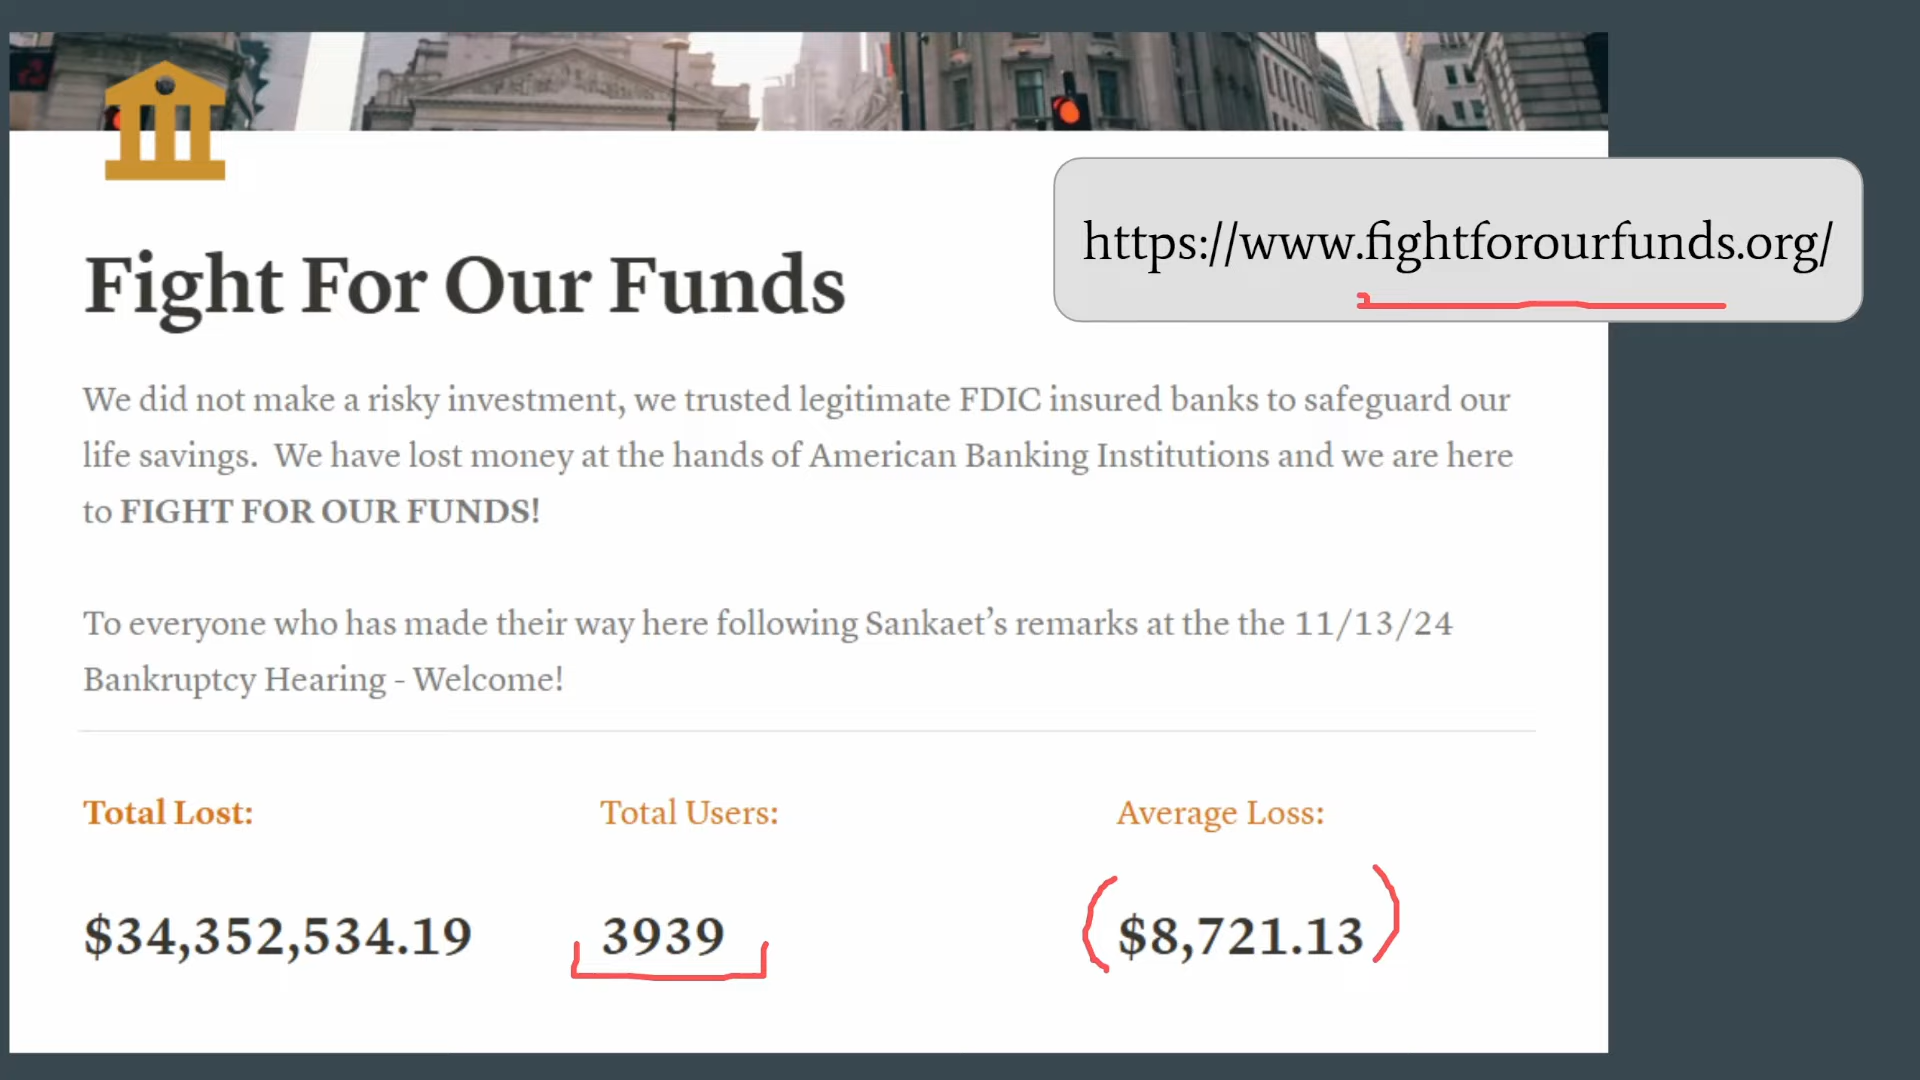 https://www.fightforourfunds.org/
Fight For Our Funds
We did not make a risky investment, we trusted legitimate FDIC insured banks to safeguard our
life savings.  We have lost money at the hands of American Banking Institutions and we are here
to FIGHT FOR OUR FUNDS!
To everyone who has made their way here following Sankaet’s remarks at the the 11/13/24
Bankruptcy Hearing - Welcome!
Total Lost: Total Users: Average Loss:
$34,352,534.19 3939 $8,721.13